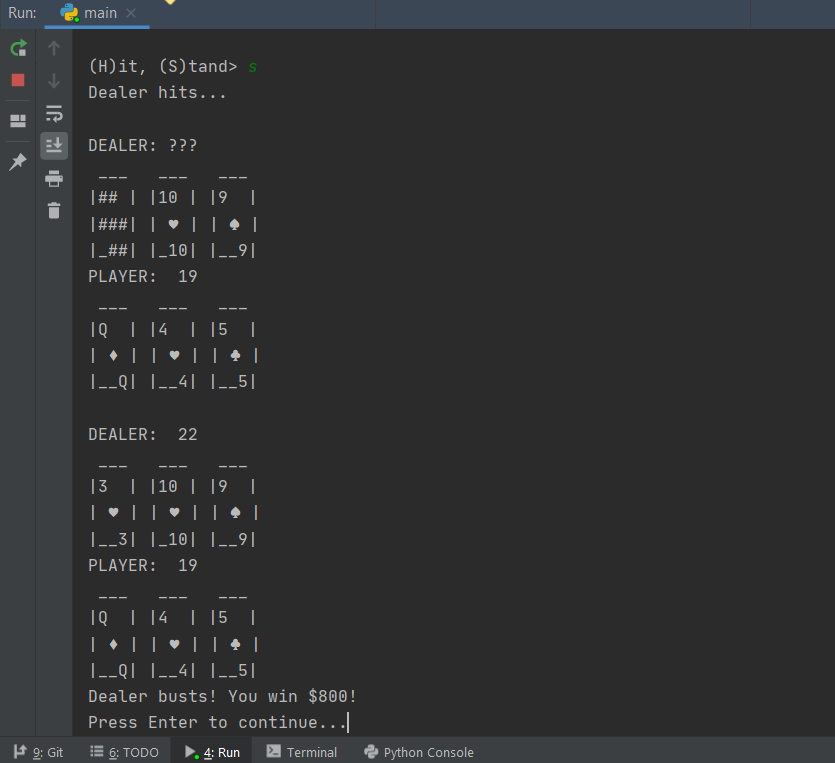 Run: main
(H)it, (S)tand> s
Dealer hits...
DEALER: ???
 ___   ___   ___
|## | |10 | |9  |
|###| | ♥ | | ♠ |
|_##| |_10| |__9|
PLAYER:  19
 ___   ___   ___
|Q  | |4  | |5  |
| ♦ | | ♥ | | ♣ |
|__Q| |__4| |__5|
DEALER:  22
 ___   ___   ___
|3  | |10 | |9  |
| ♥ | | ♥ | | ♠ |
|__3| |_10| |__9|
PLAYER:  19
 ___   ___   ___
|Q  | |4  | |5  |
| ♦ | | ♥ | | ♣ |
|__Q| |__4| |__5|
Dealer busts! You win $800!
Press Enter to continue...
9: Git 6: TODO 4: Run Terminal Python Console